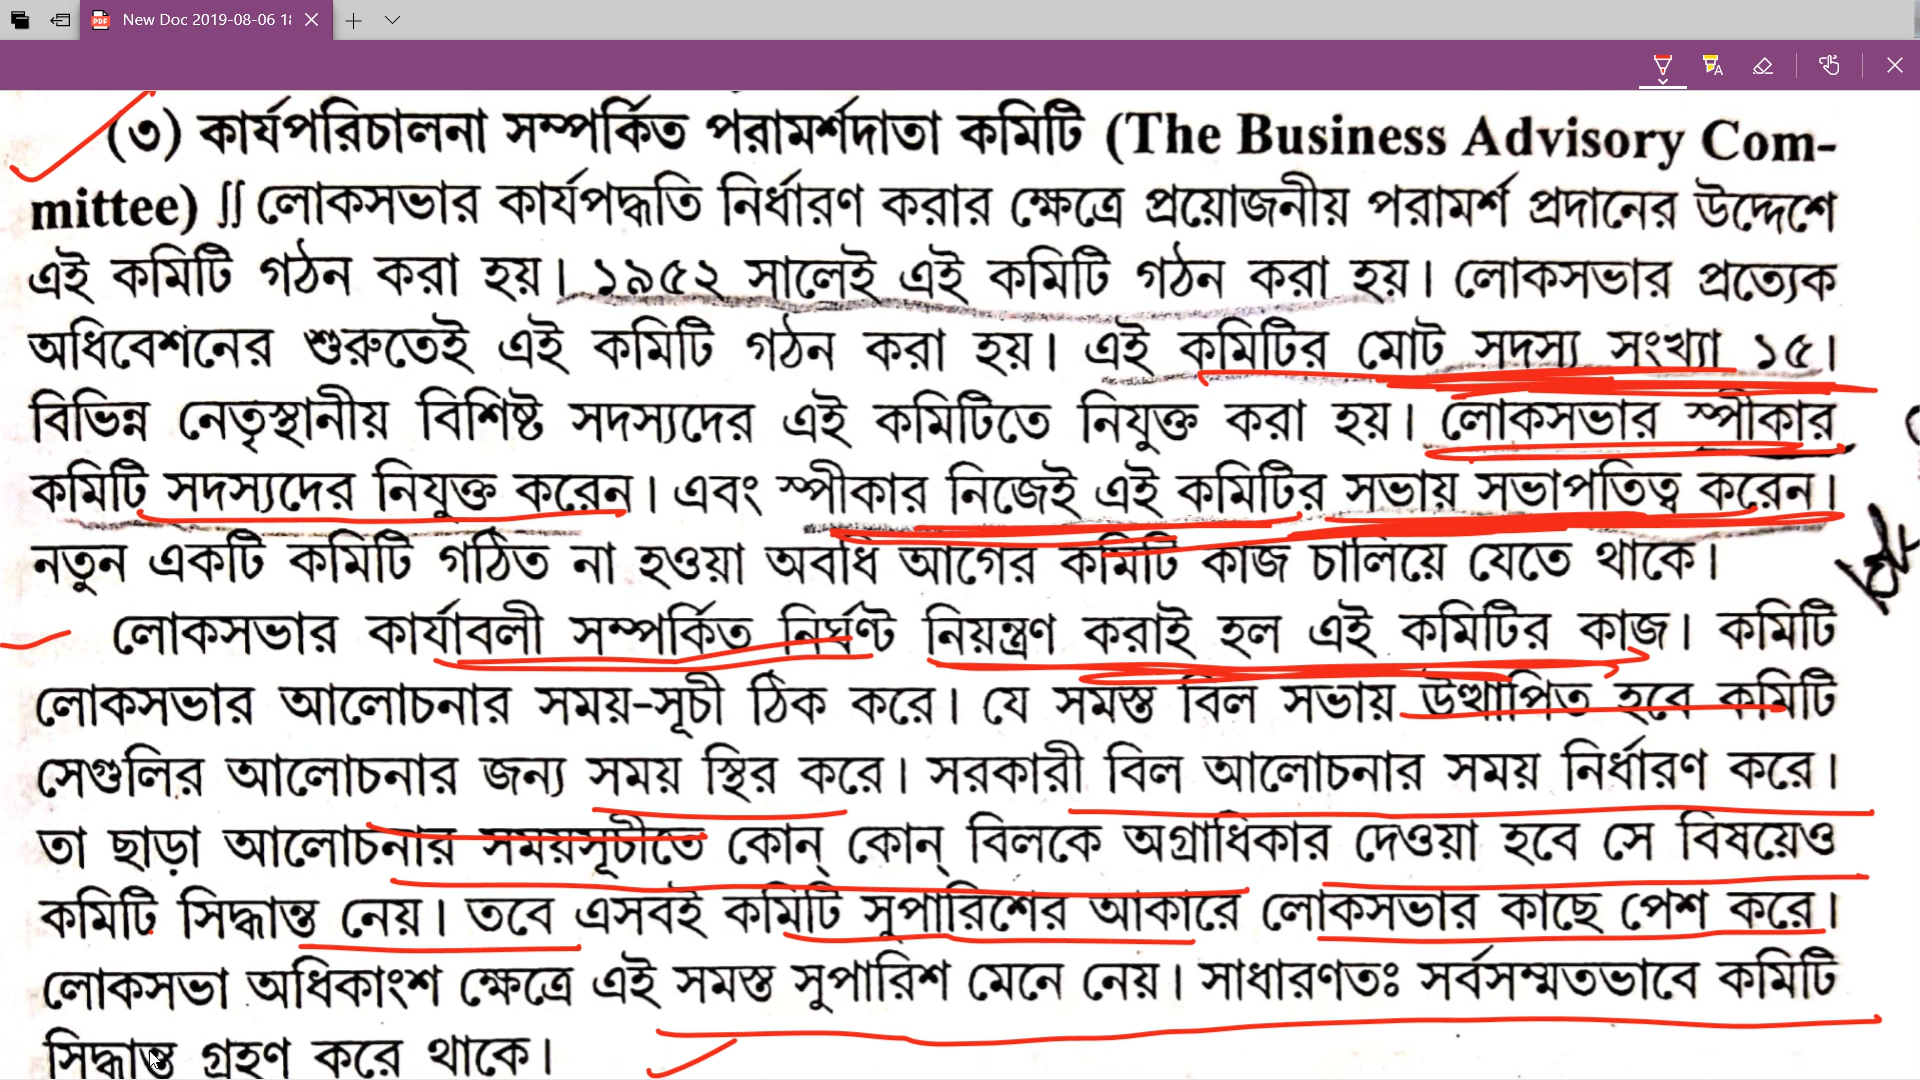 New Doc 2019-08-06 18
(৩) কার্যপরিচালনা সম্পর্কিত পরামর্শদাতা কমিটি (The Business Advisory Com-
mittee) ∬ লোকসভার কার্যপদ্ধতি নির্ধারণ করার ক্ষেত্রে প্রয়োজনীয় পরামর্শ প্রদানের উদ্দেশে
এই কমিটি গঠন করা হয়। ১৯৫২ সালেই এই কমিটি গঠন করা হয়। লোকসভার প্রত্যেক
অধিবেশনের শুরুতেই এই কমিটি গঠন করা হয়। এই কমিটির মোট সদস্য সংখ্যা ১৫।
বিভিন্ন নেতৃস্থানীয় বিশিষ্ট সদস্যদের এই কমিটিতে নিযুক্ত করা হয়। লোকসভার স্পীকার
কমিটি সদস্যদের নিযুক্ত করেন। এবং স্পীকার নিজেই এই কমিটির সভায় সভাপতিত্ব করেন।
নতুন একটি কমিটি গঠিত না হওয়া অবধি আগের কমিটি কাজ চালিয়ে যেতে থাকে।
লোকসভার কার্যাবলী সম্পর্কিত নির্ঘণ্ট নিয়ন্ত্রণ করাই হল এই কমিটির কাজ। কমিটি
লোকসভার আলোচনার সময়-সূচী ঠিক করে। যে সমস্ত বিল সভায় উত্থাপিত হবে কমিটি
সেগুলির আলোচনার জন্য সময় স্থির করে। সরকারী বিল আলোচনার সময় নির্ধারণ করে।
তা ছাড়া আলোচনার সময়সূচীতে কোন্ কোন্ বিলকে অগ্রাধিকার দেওয়া হবে সে বিষয়েও
কমিটি সিদ্ধান্ত নেয়। তবে এসবই কমিটি সুপারিশের আকারে লোকসভার কাছে পেশ করে।
লোকসভা অধিকাংশ ক্ষেত্রে এই সমস্ত সুপারিশ মেনে নেয়। সাধারণতঃ সর্বসম্মতভাবে কমিটি
সিদ্ধান্ত গ্রহণ করে থাকে।